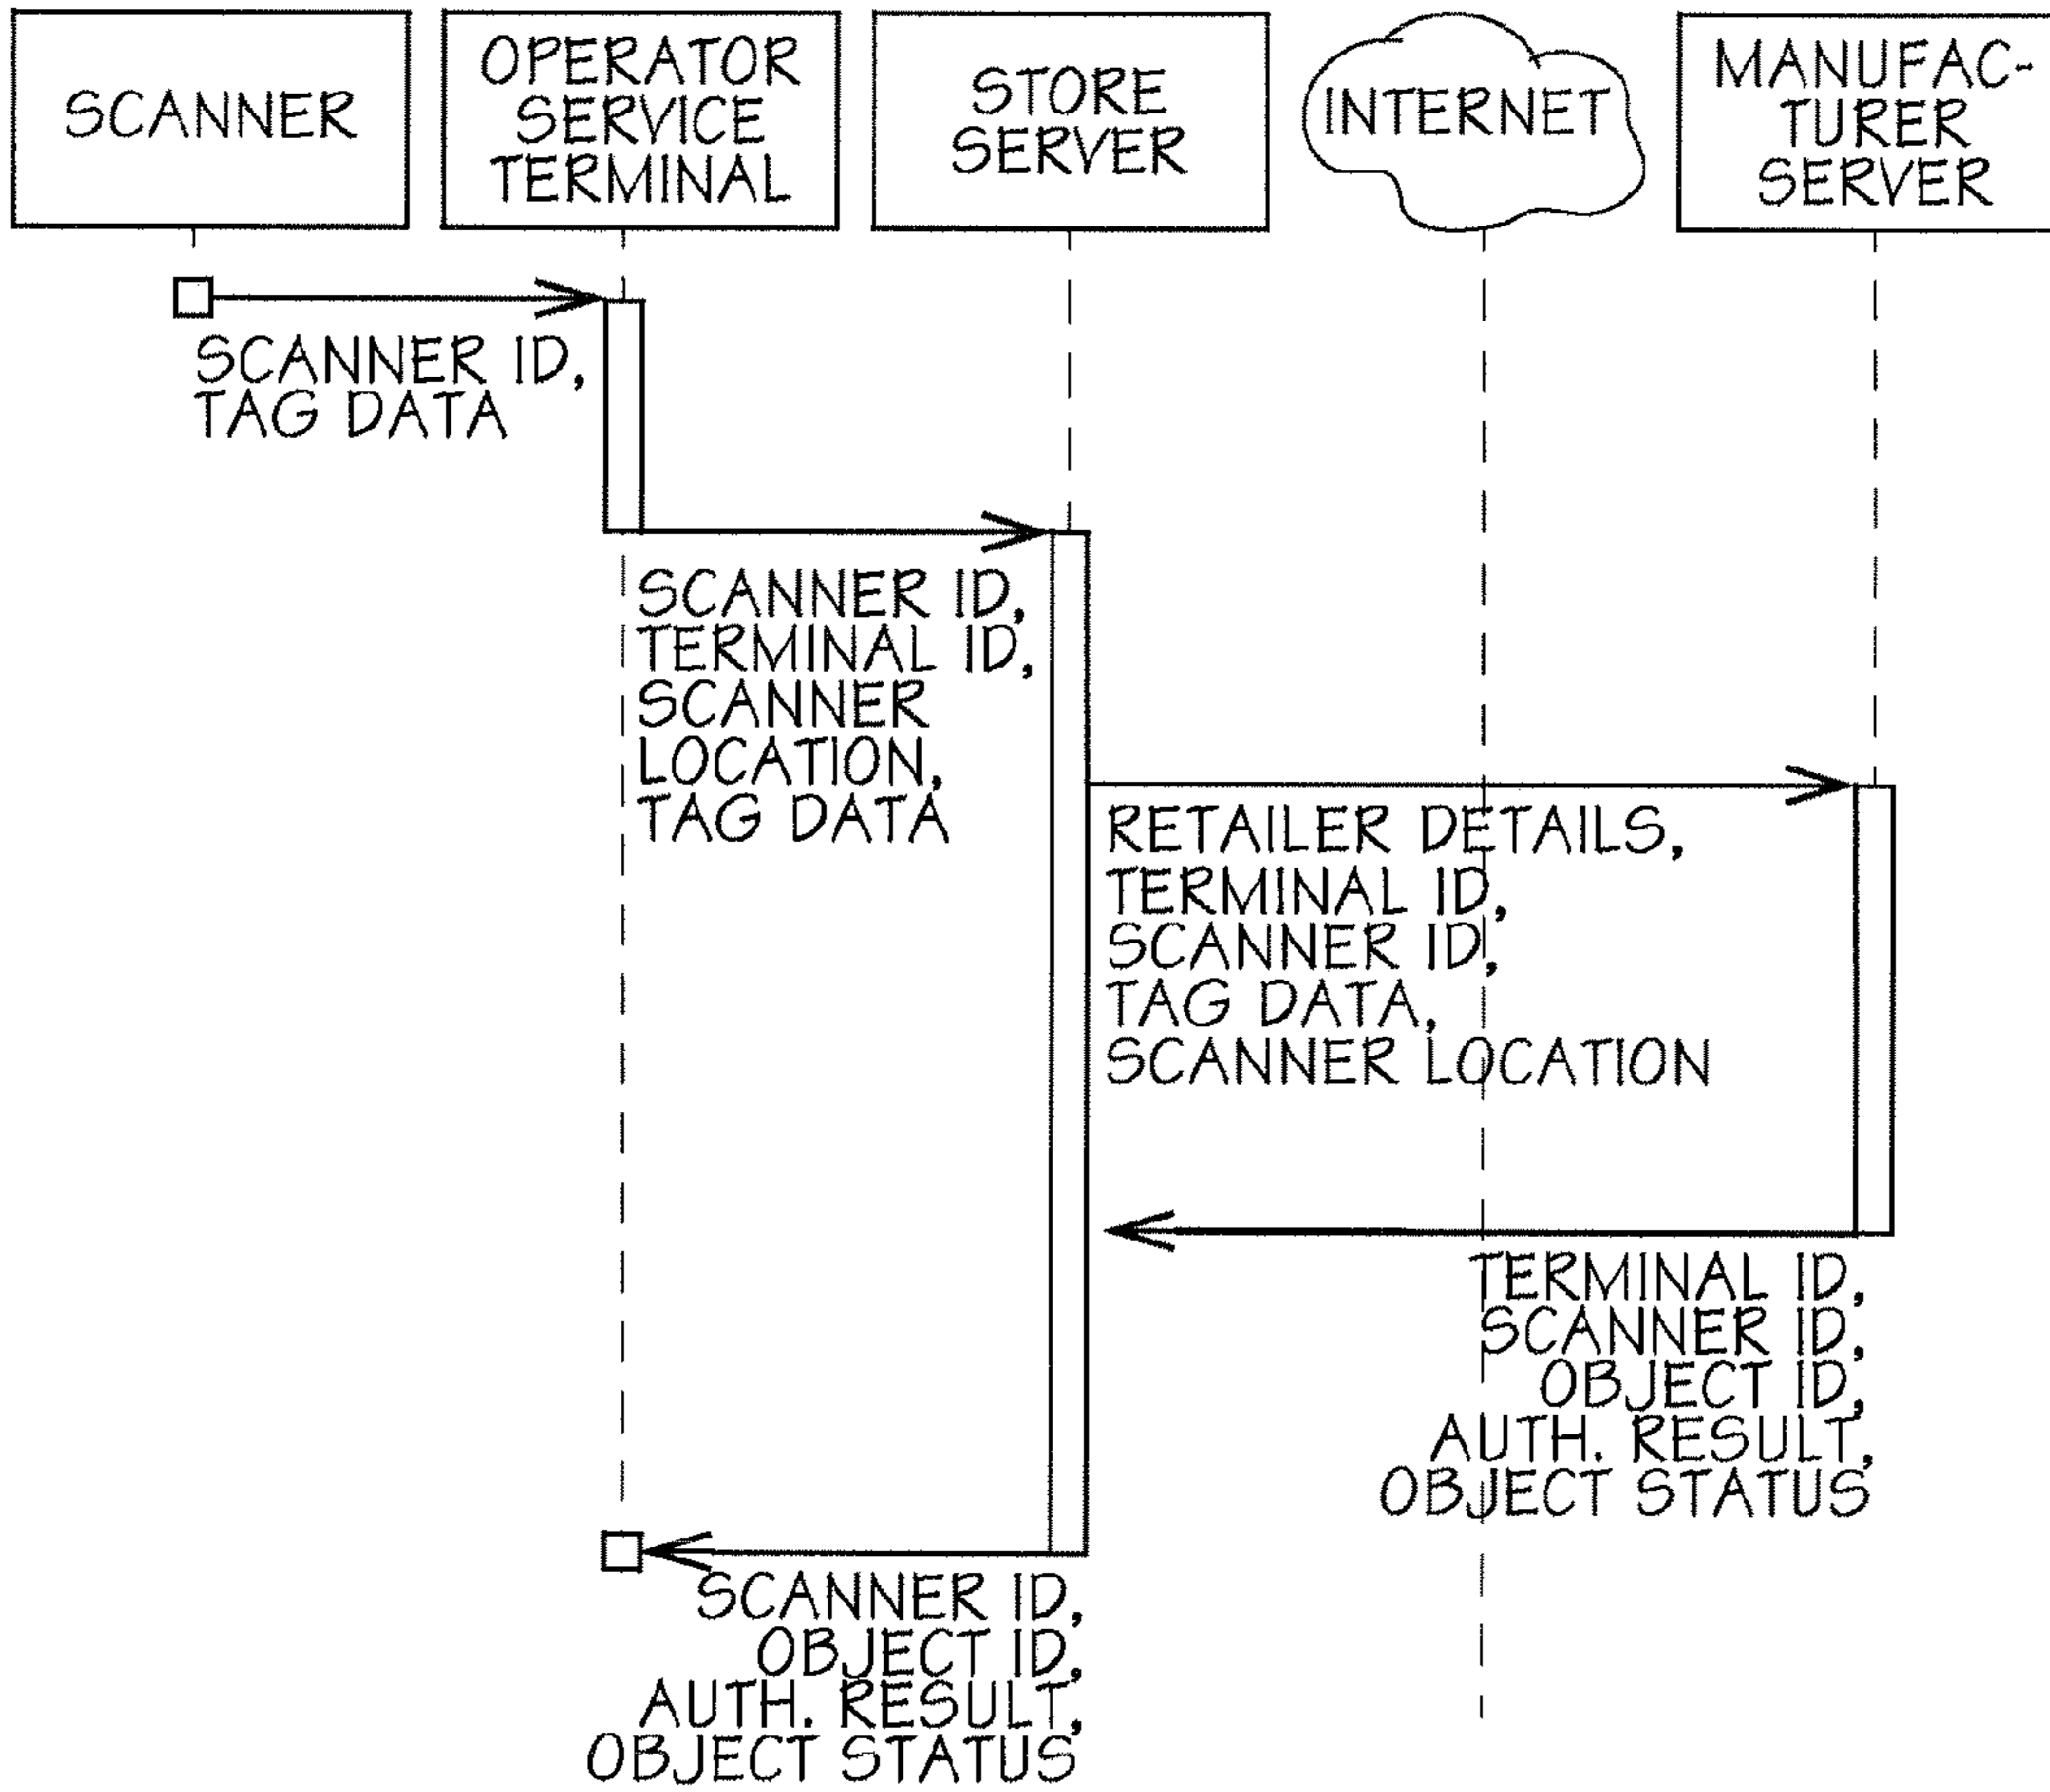 SCANNER
OPERATOR
SERVICE
TERMINAL
STORE
SERVER
INTERNET
MANUFAC-
TURER
SERVER
SCANNER ID,
TAG DATA
SCANNER ID,
TERMINAL ID,
SCANNER
LOCATION,
TAG DATA
RETAILER DETAILS,
TERMINAL ID,
SCANNER ID,
TAG DATA,
SCANNER LOCATION
TERMINAL ID,
SCANNER ID,
OBJECT ID,
AUTH. RESULT,
OBJECT STATUS
SCANNER ID,
OBJECT ID,
AUTH. RESULT,
OBJECT STATUS